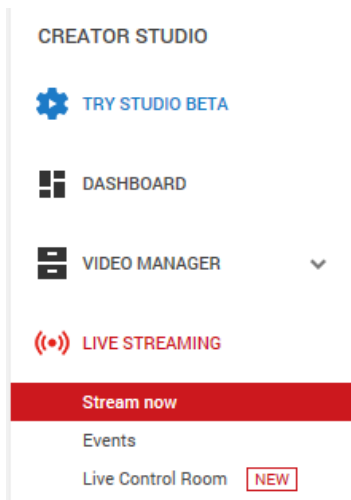 CREATOR STUDIO
TRY STUDIO BETA
DASHBOARD
VIDEO MANAGER
LIVE STREAMING
Stream now
Events
Live Control Room NEW